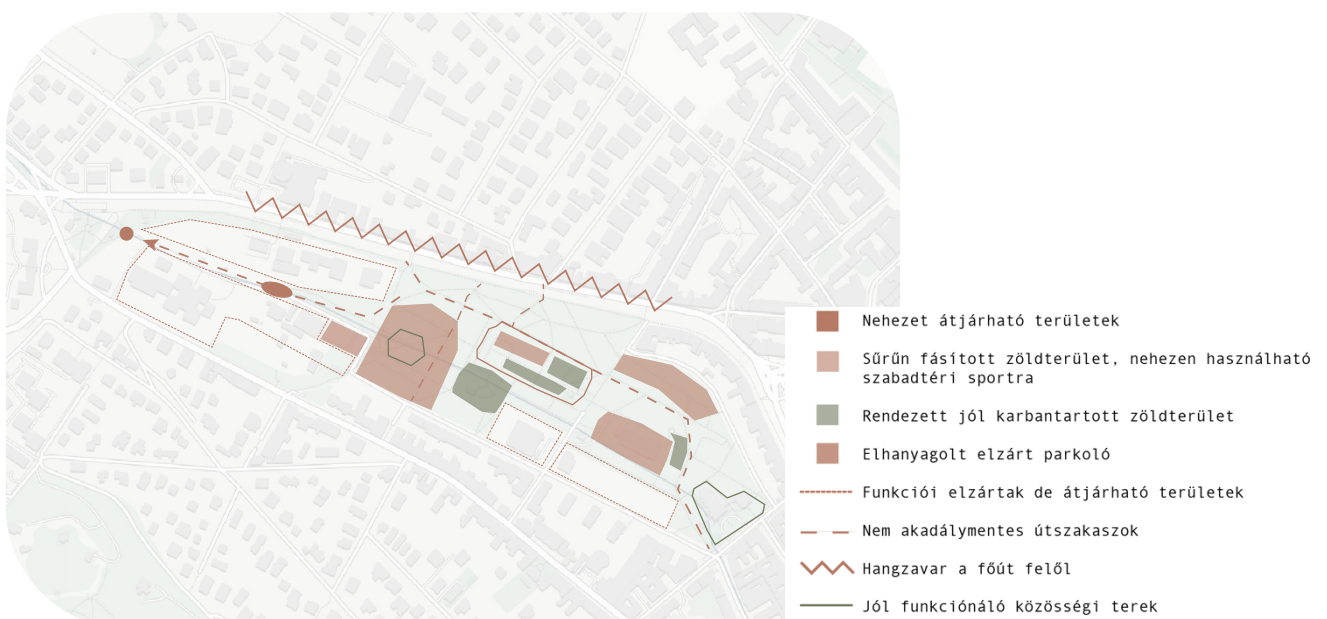 Nehezet átjárható területek
Sűrűn fásított zöldterület, nehezen használható
szabadtéri sportra
Rendezett jól karbantartott zöldterület
Elhanyagolt elzárt parkoló
Funkciói elzártak de átjárható területek
Nem akadálymentes útszakaszok
Hangzavar a főút felől
Jól funkciónáló közösségi terek